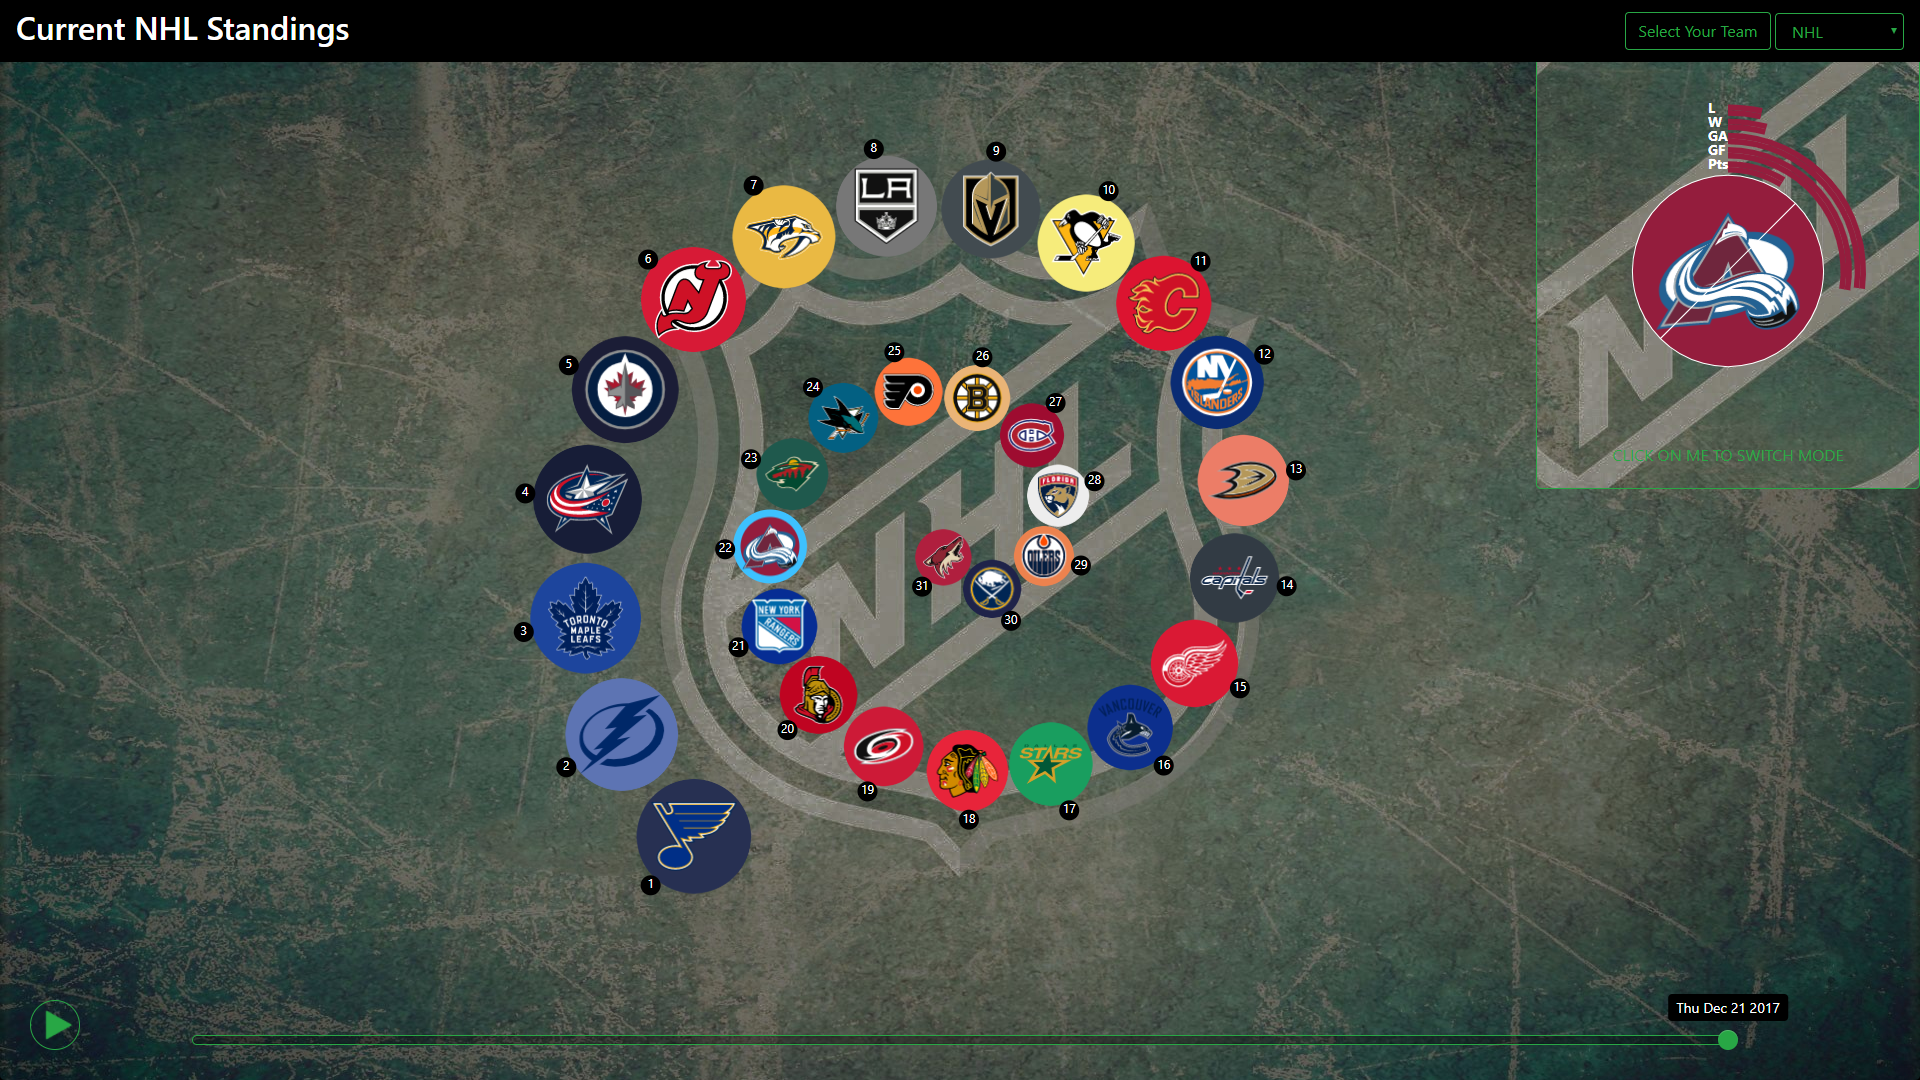 Current NHL Standings
Select Your Team
NHL
L
W
GA
GF
Pts
CLICK ON ME TO SWITCH MODE
8
9
7
10
LA
6
11
5
25
26
12
NY
ISLANDERS
24
27
B
23
FLORIDA
28
13
4
22
OILERS
29
31
capitals
14
30
NEW YORK
RANGERS
TORONTO
MAPLE
LEAFS
3
21
15
20
VANCOUVER
STARS
16
2
19
18
17
1
Thu Dec 21 2017